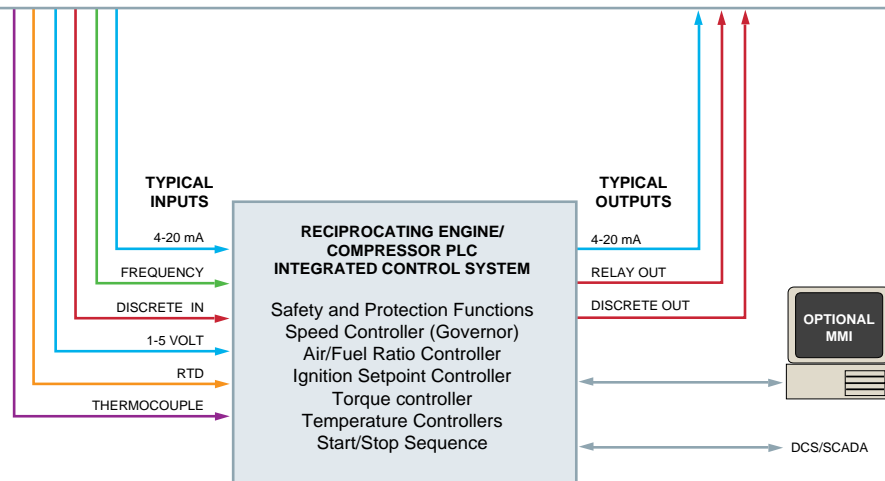 TYPICAL
INPUTS
4-20 mA
FREQUENCY
DISCRETE IN
1-5 VOLT
RTD
THERMOCOUPLE
RECIPROCATING ENGINE/
COMPRESSOR PLC
INTEGRATED CONTROL SYSTEM
Safety and Protection Functions
Speed Controller (Governor)
Air/Fuel Ratio Controller
Ignition Setpoint Controller
Torque controller
Temperature Controllers
Start/Stop Sequence
TYPICAL
OUTPUTS
4-20 mA
RELAY OUT
DISCRETE OUT
OPTIONAL
MMI
DCS/SCADA